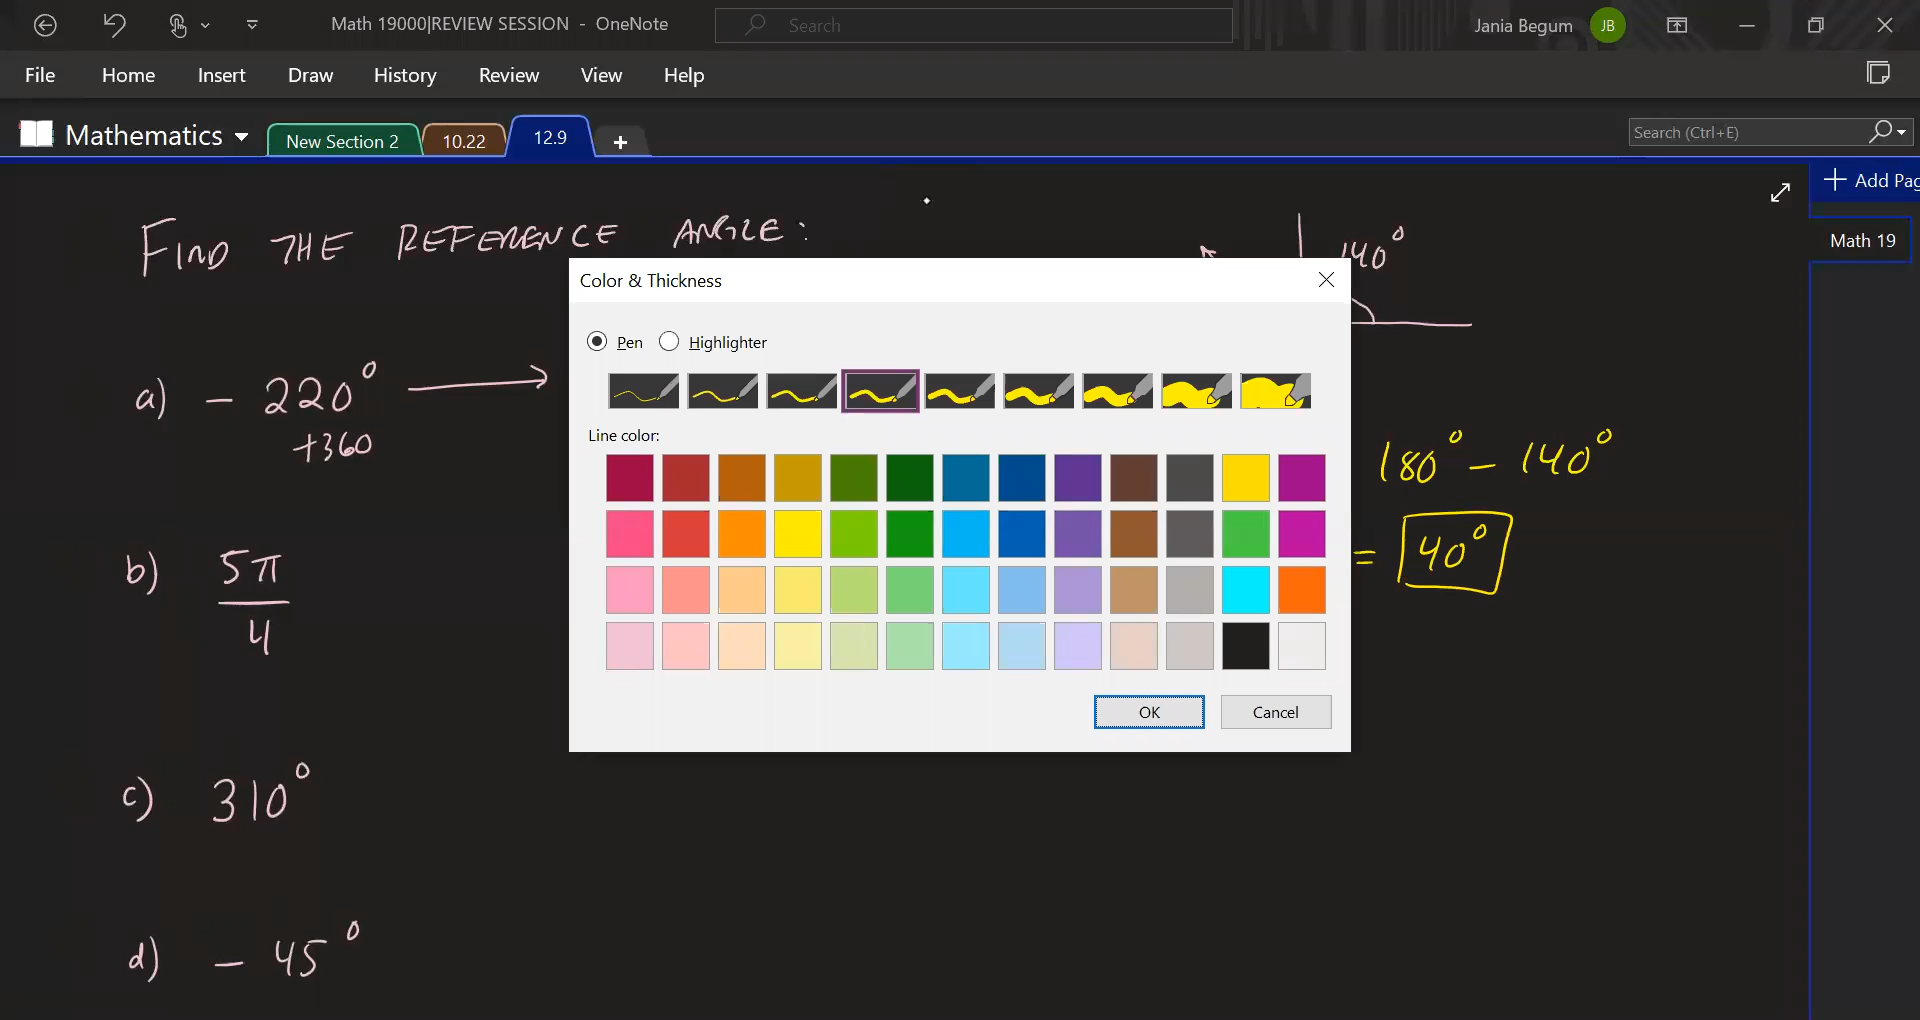 Math 19000|REVIEW SESSION - OneNote
Search
Jania Begum
JB
File Home Insert Draw History Review View Help
Mathematics
New Section 2
10.22
12.9
+
Search (Ctrl+E)
+ Add Pag
Math 19
FIND THE REFERENCE ANGLE:
140°
a) - 220°
+360
180° - 140°
= 40°
b) 5π
4
c) 310°
d) - 45°
Color & Thickness
Pen Highlighter
Line color:
OK Cancel